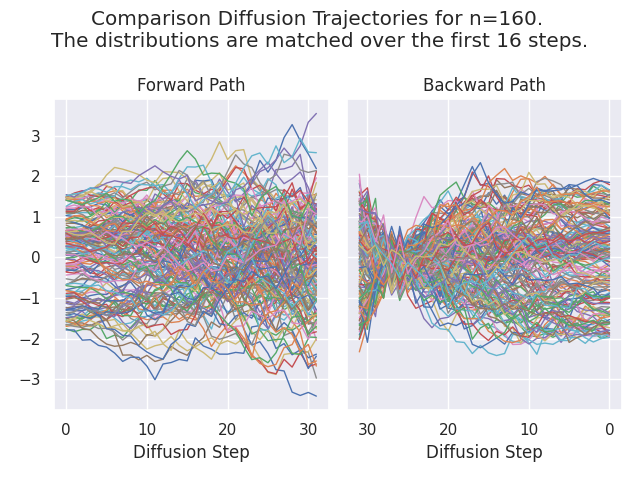 Comparison Diffusion Trajectories for n=160.
The distributions are matched over the first 16 steps.
Forward Path
Backward Path
3
2
1
0
−1
−2
−3
0 10 20 30
30 20 10 0
Diffusion Step
Diffusion Step